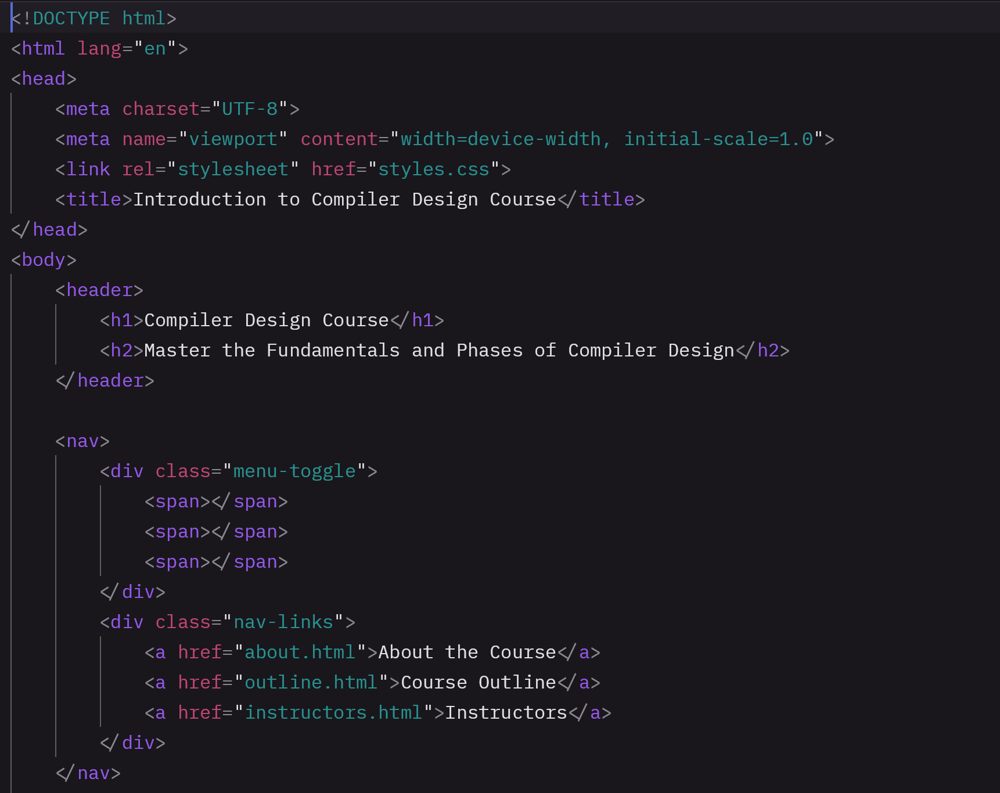 <!DOCTYPE html>
<html lang="en">
<head>
    <meta charset="UTF-8">
    <meta name="viewport" content="width=device-width, initial-scale=1.0">
    <link rel="stylesheet" href="styles.css">
    <title>Introduction to Compiler Design Course</title>
</head>
<body>
    <header>
        <h1>Compiler Design Course</h1>
        <h2>Master the Fundamentals and Phases of Compiler Design</h2>
    </header>

    <nav>
        <div class="menu-toggle">
            <span></span>
            <span></span>
            <span></span>
        </div>
        <div class="nav-links">
            <a href="about.html">About the Course</a>
            <a href="outline.html">Course Outline</a>
            <a href="instructors.html">Instructors</a>
        </div>
    </nav>